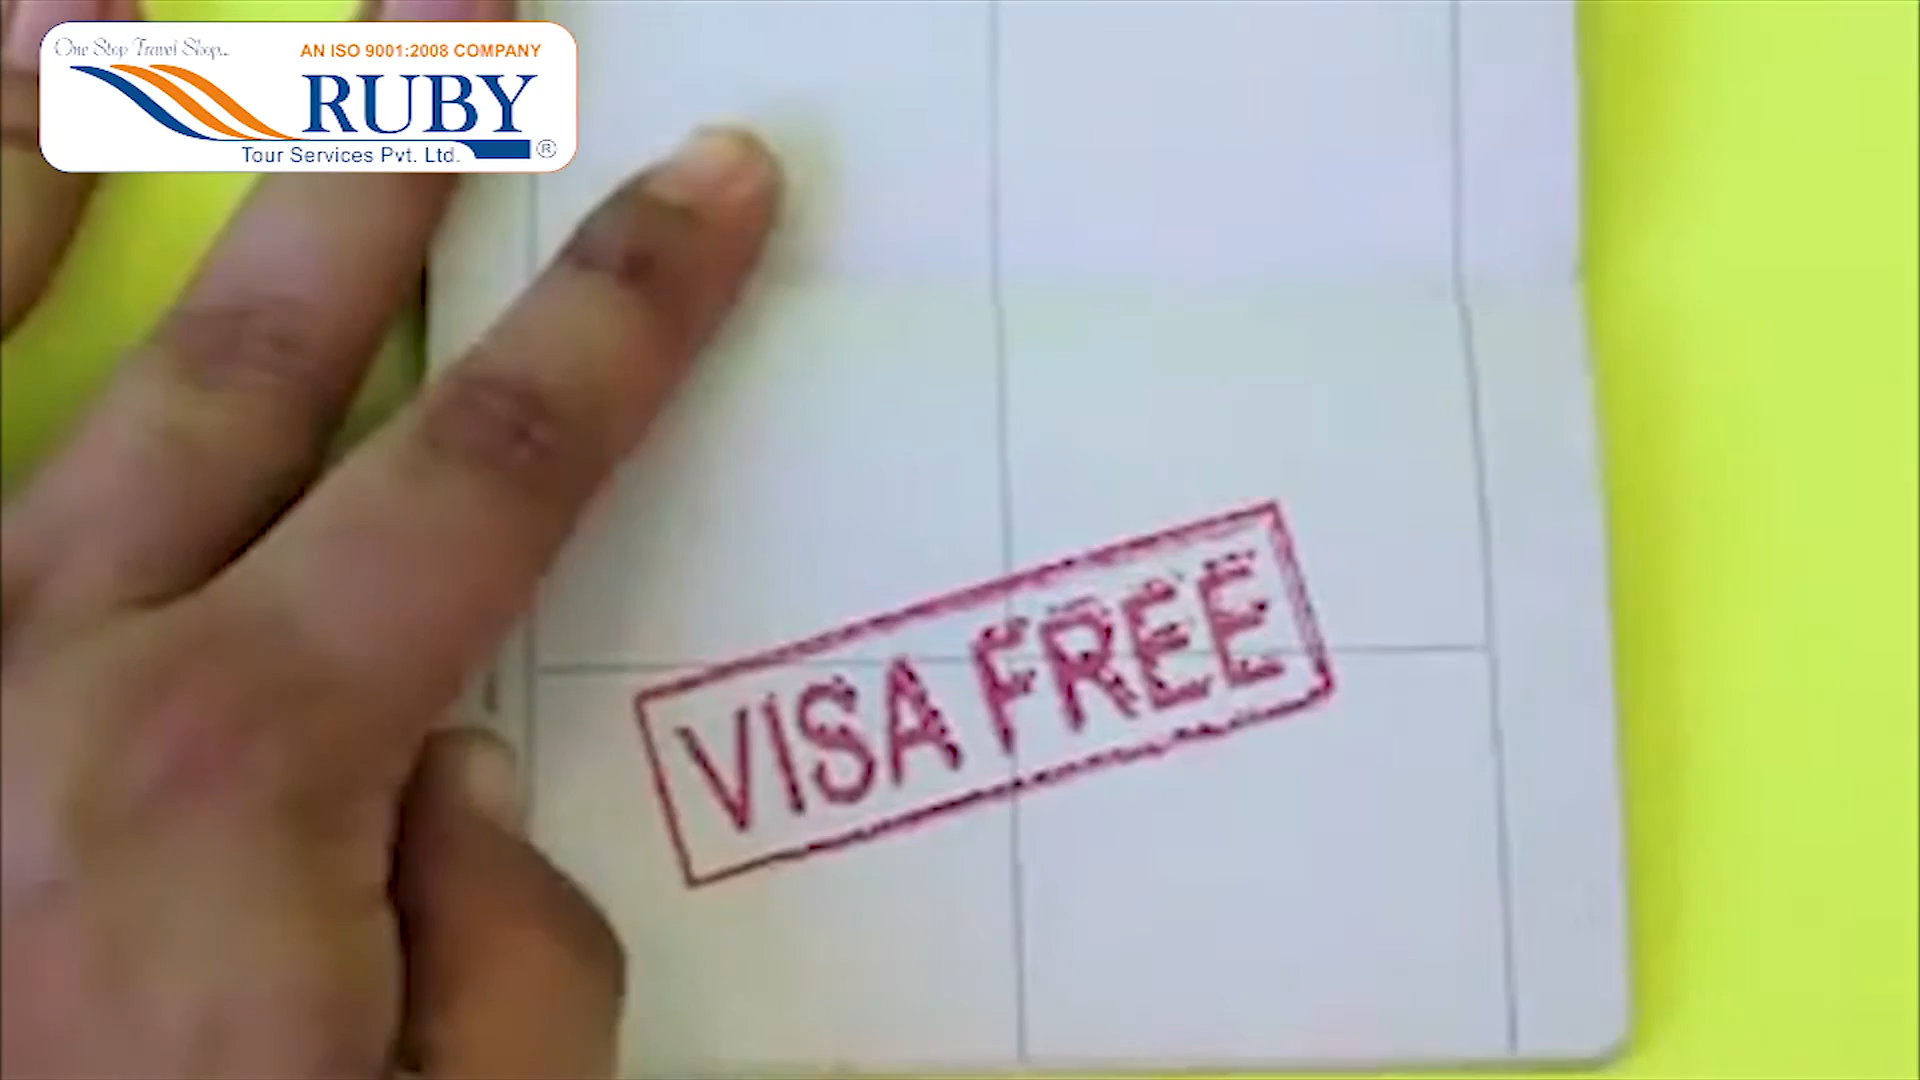 One Stop Travel Shop...
AN ISO 9001:2008 COMPANY
RUBY
Tour Services Pvt. Ltd. ®
VISA FREE